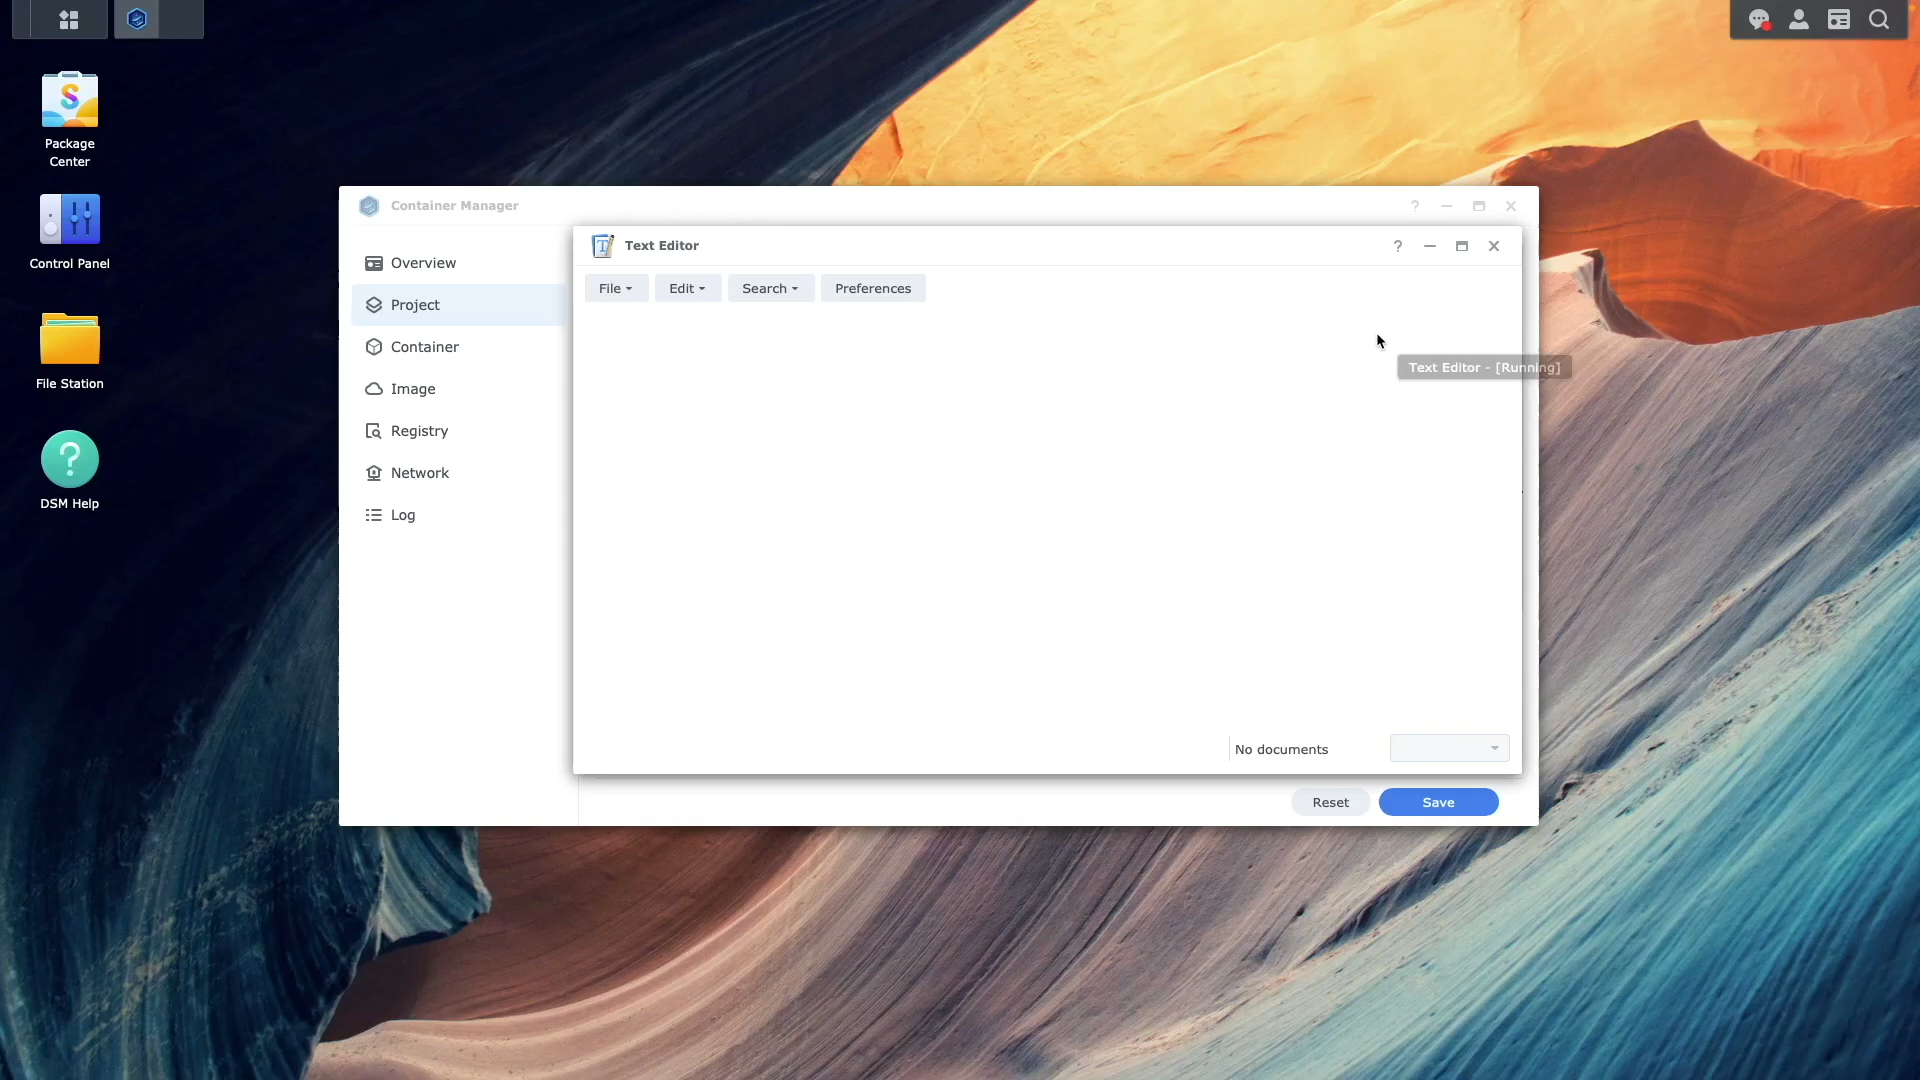 Package
Center
Control Panel
File Station
DSM Help
Container Manager
Overview
Project
Container
Image
Registry
Network
Log
Text Editor
File
Edit
Search
Preferences
Text Editor - [Running]
No documents
Reset
Save